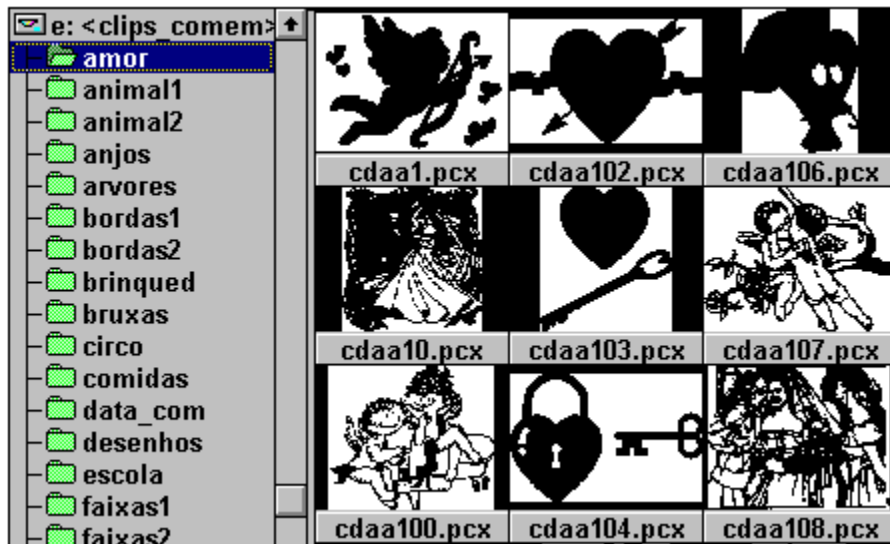 e: <clips_comem>
amor
animal1
animal2
anjos
arvores
bordas1
bordas2
brinqued
bruxas
circo
comidas
data_com
desenhos
escola
faixas1
faixas2
cdaa1.pcx
cdaa102.pcx
cdaa106.pcx
cdaa10.pcx
cdaa103.pcx
cdaa107.pcx
cdaa100.pcx
cdaa104.pcx
cdaa108.pcx